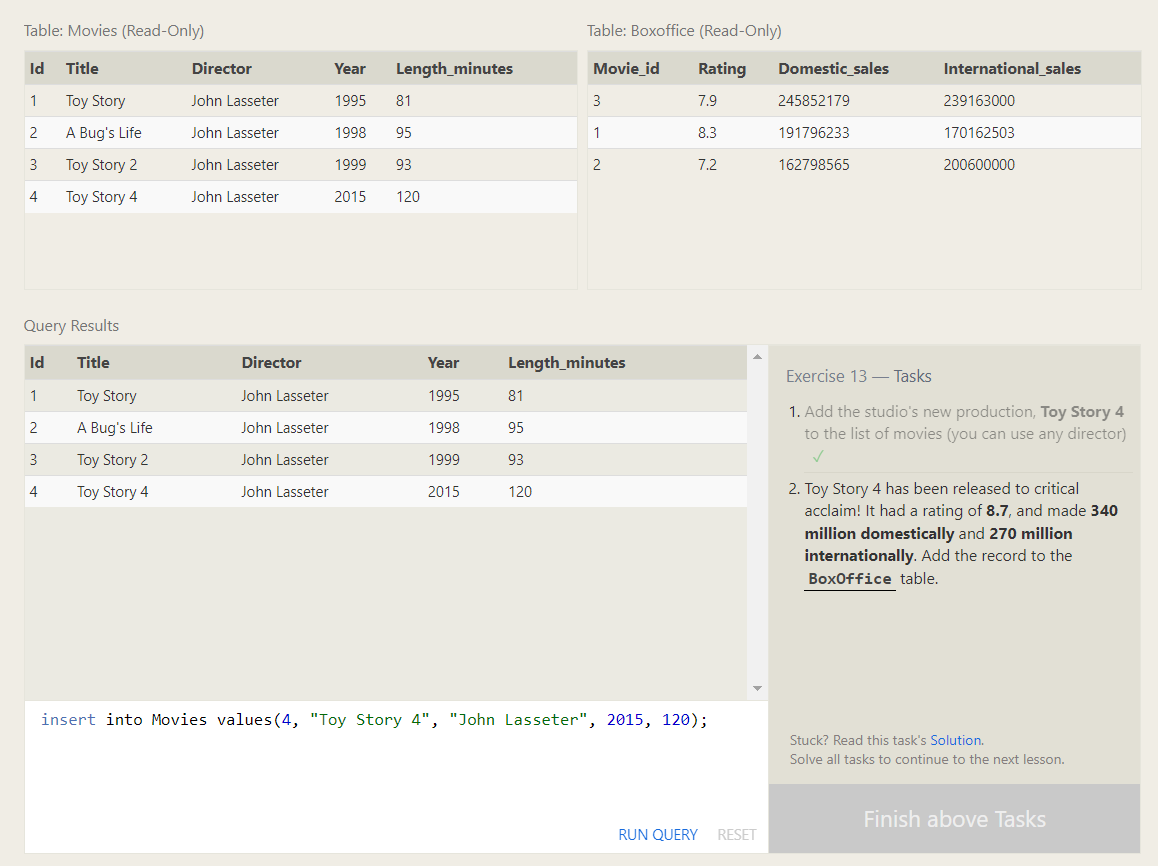 Table: Movies (Read-Only)
Id Title Director Year Length_minutes
1 Toy Story John Lasseter 1995 81
2 A Bug's Life John Lasseter 1998 95
3 Toy Story 2 John Lasseter 1999 93
4 Toy Story 4 John Lasseter 2015 120
Table: Boxoffice (Read-Only)
Movie_id Rating Domestic_sales International_sales
3 7.9 245852179 239163000
1 8.3 191796233 170162503
2 7.2 162798565 200600000
Query Results
Id Title Director Year Length_minutes
1 Toy Story John Lasseter 1995 81
2 A Bug's Life John Lasseter 1998 95
3 Toy Story 2 John Lasseter 1999 93
4 Toy Story 4 John Lasseter 2015 120
insert into Movies values(4, "Toy Story 4", "John Lasseter", 2015, 120);
RUN QUERY RESET
Exercise 13 — Tasks
1. Add the studio's new production, Toy Story 4
to the list of movies (you can use any director)
✓
2. Toy Story 4 has been released to critical
acclaim! It had a rating of 8.7, and made 340
million domestically and 270 million
internationally. Add the record to the
BoxOffice table.
Stuck? Read this task's Solution.
Solve all tasks to continue to the next lesson.
Finish above Tasks